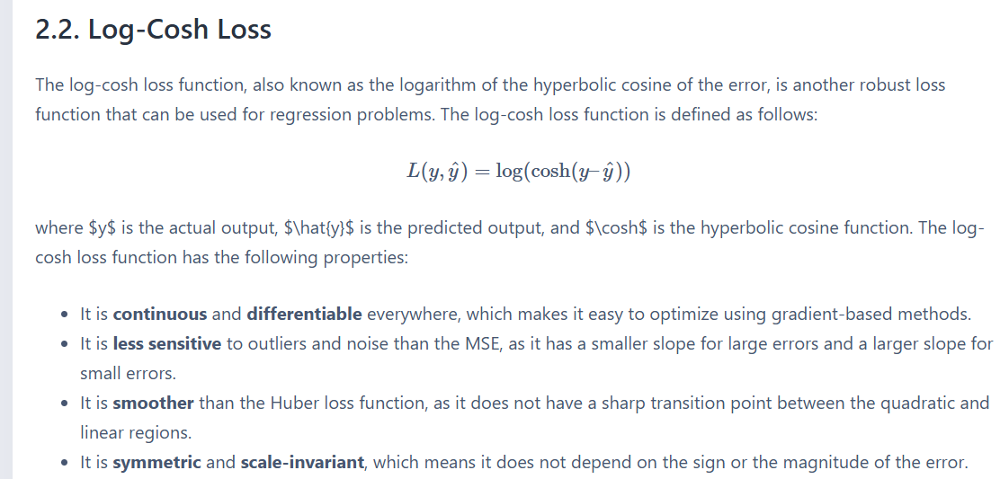 2.2. Log-Cosh Loss
The log-cosh loss function, also known as the logarithm of the hyperbolic cosine of the error, is another robust loss
function that can be used for regression problems. The log-cosh loss function is defined as follows:
L(y, ŷ) = log(cosh(y–ŷ))
where $y$ is the actual output, $\hat{y}$ is the predicted output, and $\cosh$ is the hyperbolic cosine function. The log-
cosh loss function has the following properties:
• It is continuous and differentiable everywhere, which makes it easy to optimize using gradient-based methods.
• It is less sensitive to outliers and noise than the MSE, as it has a smaller slope for large errors and a larger slope for
small errors.
• It is smoother than the Huber loss function, as it does not have a sharp transition point between the quadratic and
linear regions.
• It is symmetric and scale-invariant, which means it does not depend on the sign or the magnitude of the error.